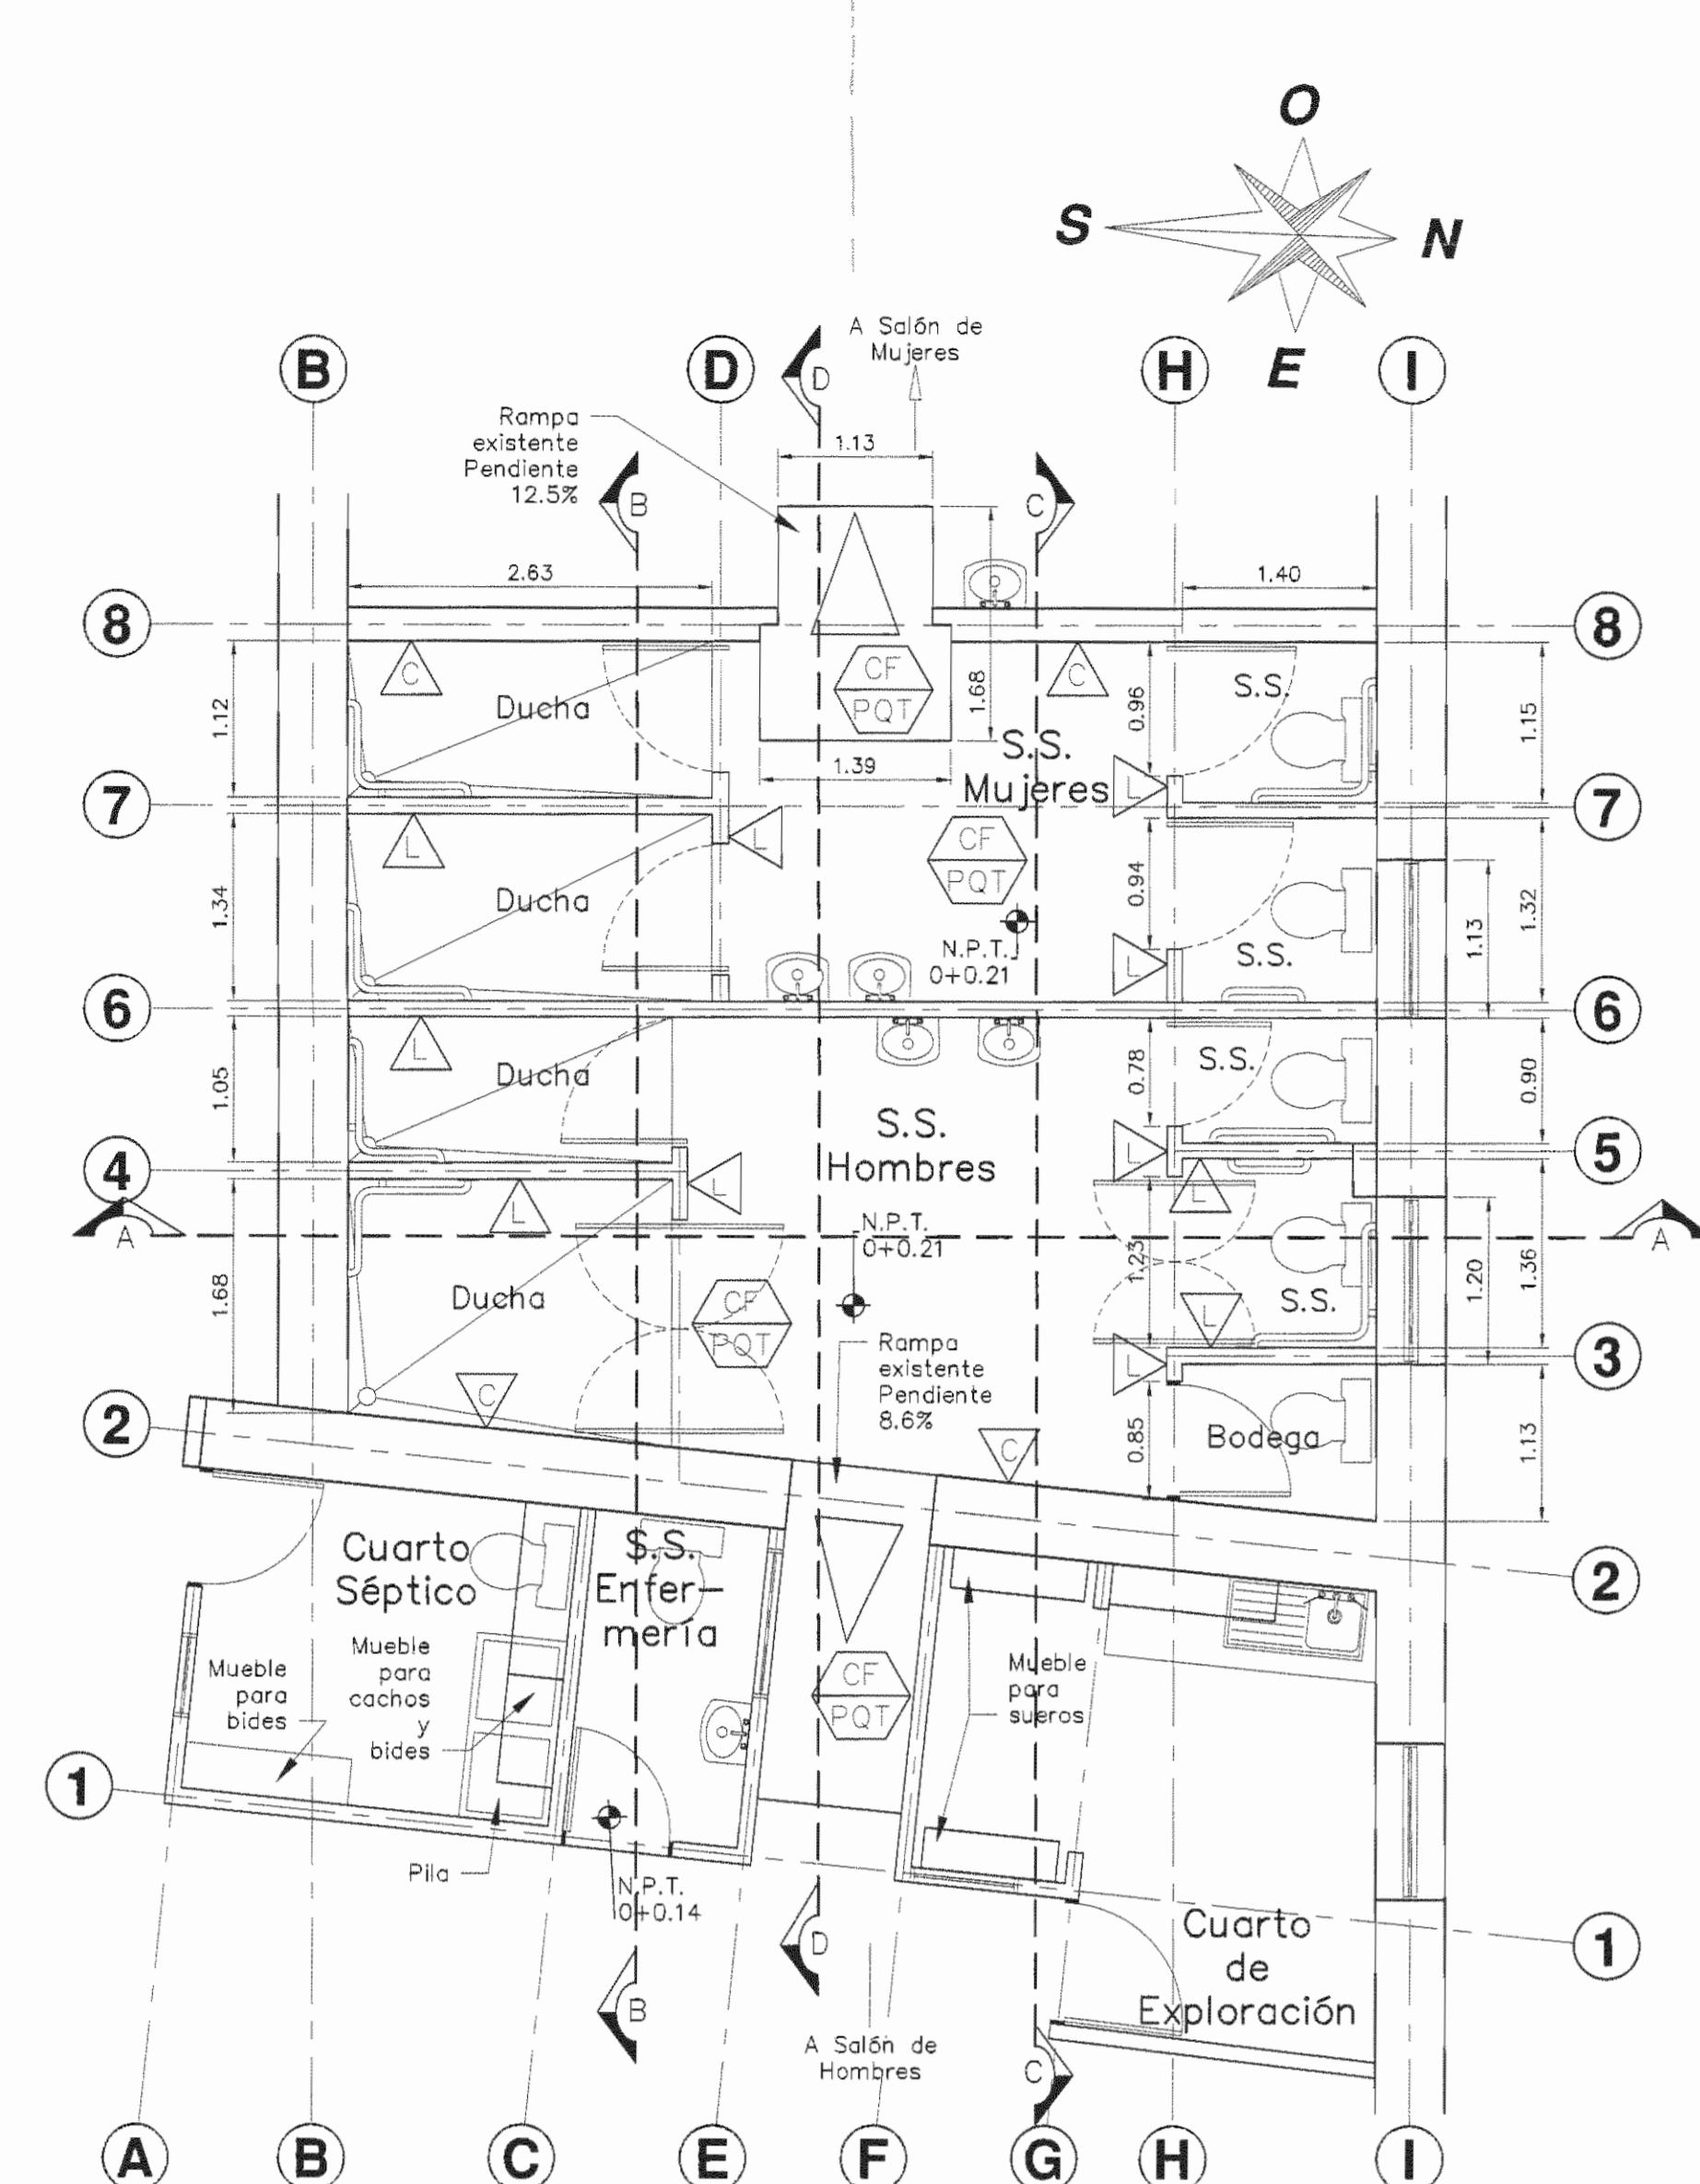 O
S
N
E
A Salón de
Mujeres
B
D
D
H
I
Rampa
existente
Pendiente
12.5%
1.13
B
C
2.63
1.40
8
8
C
Ducha
CF
PQT
1.68
C
0.96
S.S.
1.12
1.15
S.S.
Mujeres
1.39
L
7
7
L
L
CF
PQT
1.34
Ducha
0.94
1.13
1.32
N.P.T.
0+0.21
L
S.S.
6
6
L
Ducha
1.05
0.78
S.S.
0.90
S.S.
Hombres
L
5
4
L
L
L
A
N.P.T.
0+0.21
A
1.23
1.20
1.36
1.68
Ducha
CF
PQT
L
S.S.
Rampa
existente
Pendiente
8.6%
L
3
C
2
C
0.85
Bodega
1.13
Cuarto
Séptico
S.S.
Enfer-
mería
2
Mueble
para
bides
Mueble
para
cachos
y
bides
CF
PQT
Mueble
para
sueros
1
Pila
N.P.T.
0+0.14
D
Cuarto
de
Exploración
1
B
A Salón de
Hombres
C
A
B
C
E
F
G
H
I